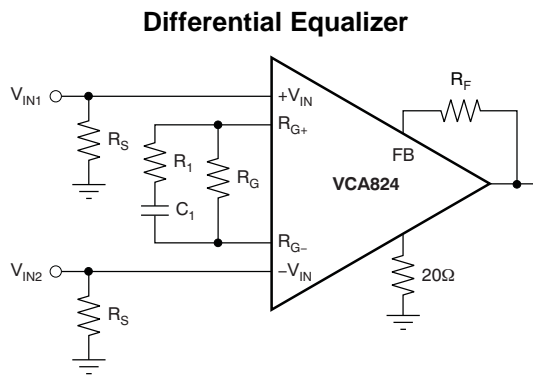 Differential Equalizer
V_IN1
+V_IN
R_F
R_G+
R_S
R_1
R_G
FB
VCA824
C_1
R_G−
V_IN2
−V_IN
20Ω
R_S